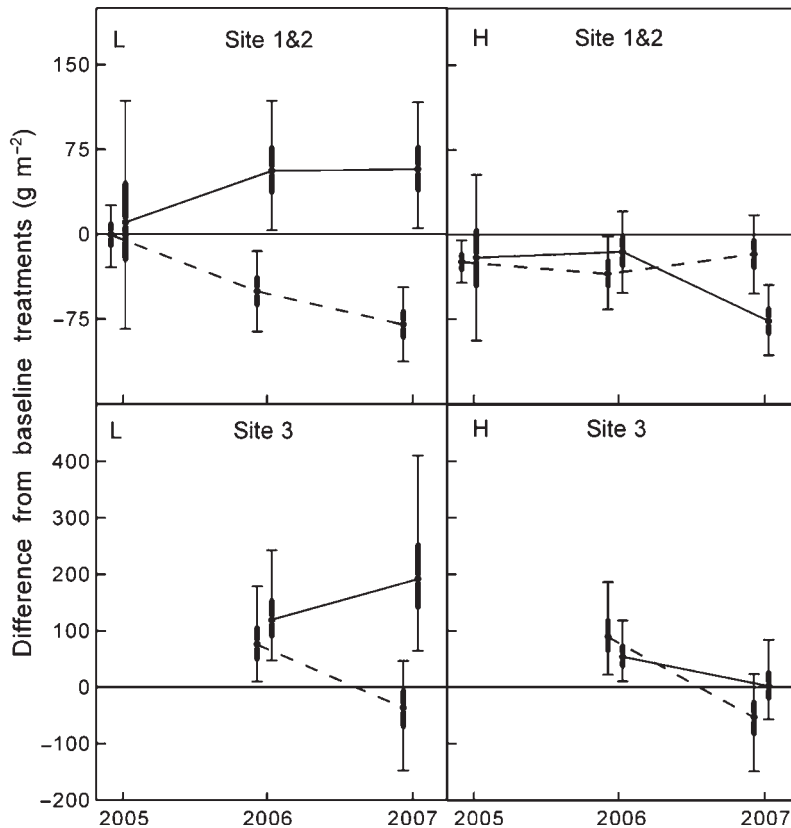 L Site 1&2
H Site 1&2
150
75
0
−75
L Site 3
H Site 3
400
300
200
100
0
−100
−200
2005 2006 2007
2005 2006 2007
Difference from baseline treatments (g m⁻²)